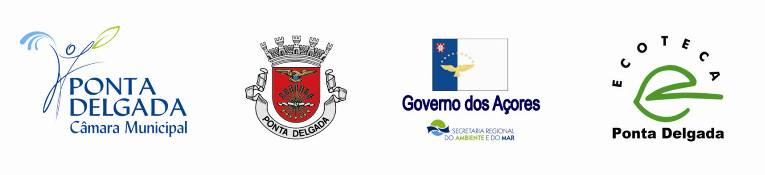 PONTA
DELGADA
Câmara Municipal
PONTA DELGADA
Governo dos Açores
SECRETARIA REGIONAL
DO AMBIENTE E DO MAR
ECOTECA
Ponta Delgada